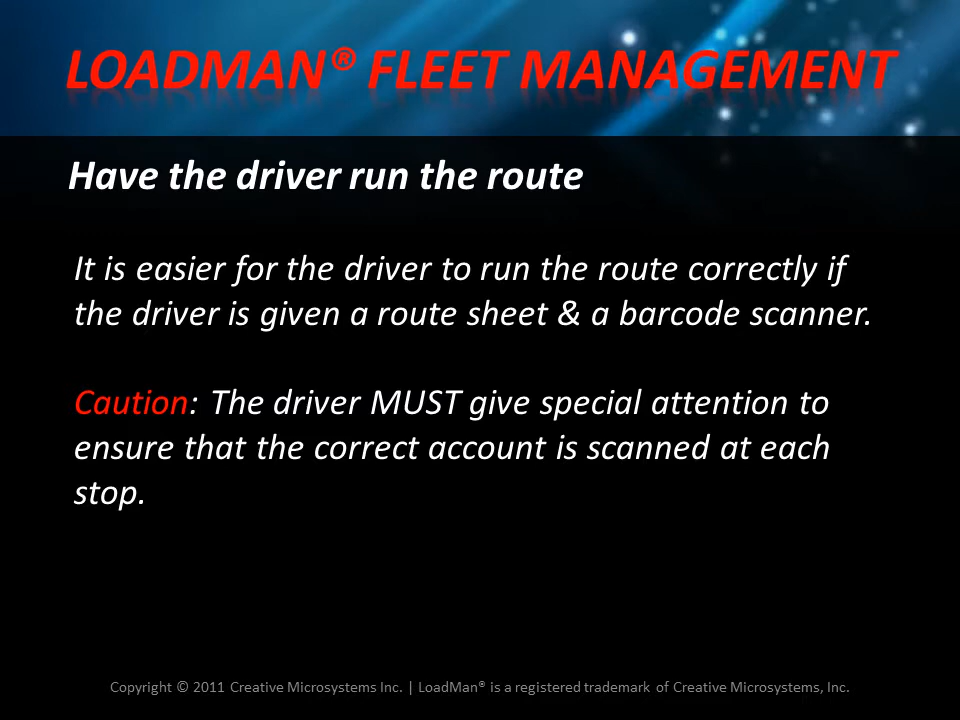 LOADMAN® FLEET MANAGEMENT
Have the driver run the route
It is easier for the driver to run the route correctly if
the driver is given a route sheet & a barcode scanner.
Caution: The driver MUST give special attention to
ensure that the correct account is scanned at each
stop.
Copyright © 2011 Creative Microsystems Inc. | LoadMan® is a registered trademark of Creative Microsystems, Inc.